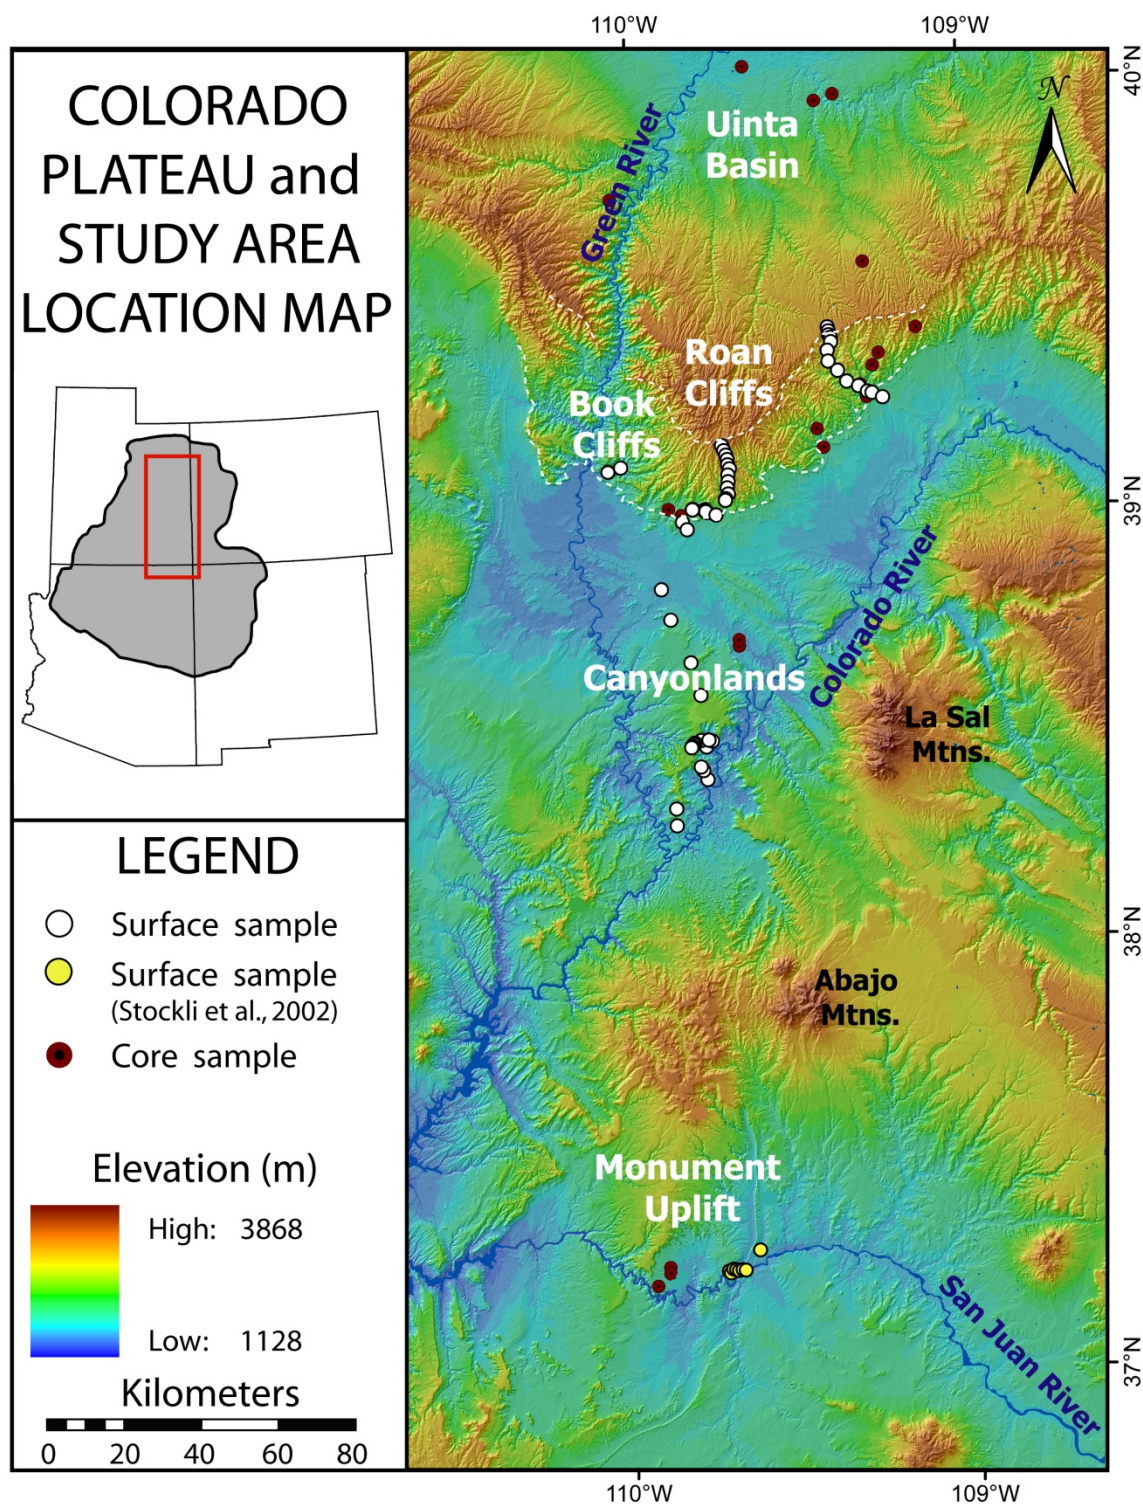 COLORADO
PLATEAU and
STUDY AREA
LOCATION MAP
LEGEND
Surface sample
Surface sample
(Stockli et al., 2002)
Core sample
Elevation (m)
High: 3868
Low: 1128
Kilometers
0 20 40 60 80
110°W 109°W
N
40°N
Uinta
Basin
Green River
Roan
Cliffs
Book
Cliffs
39°N
Colorado River
Canyonlands
La Sal
Mtns.
38°N
Abajo
Mtns.
Monument
Uplift
San Juan River
37°N
110°W 109°W